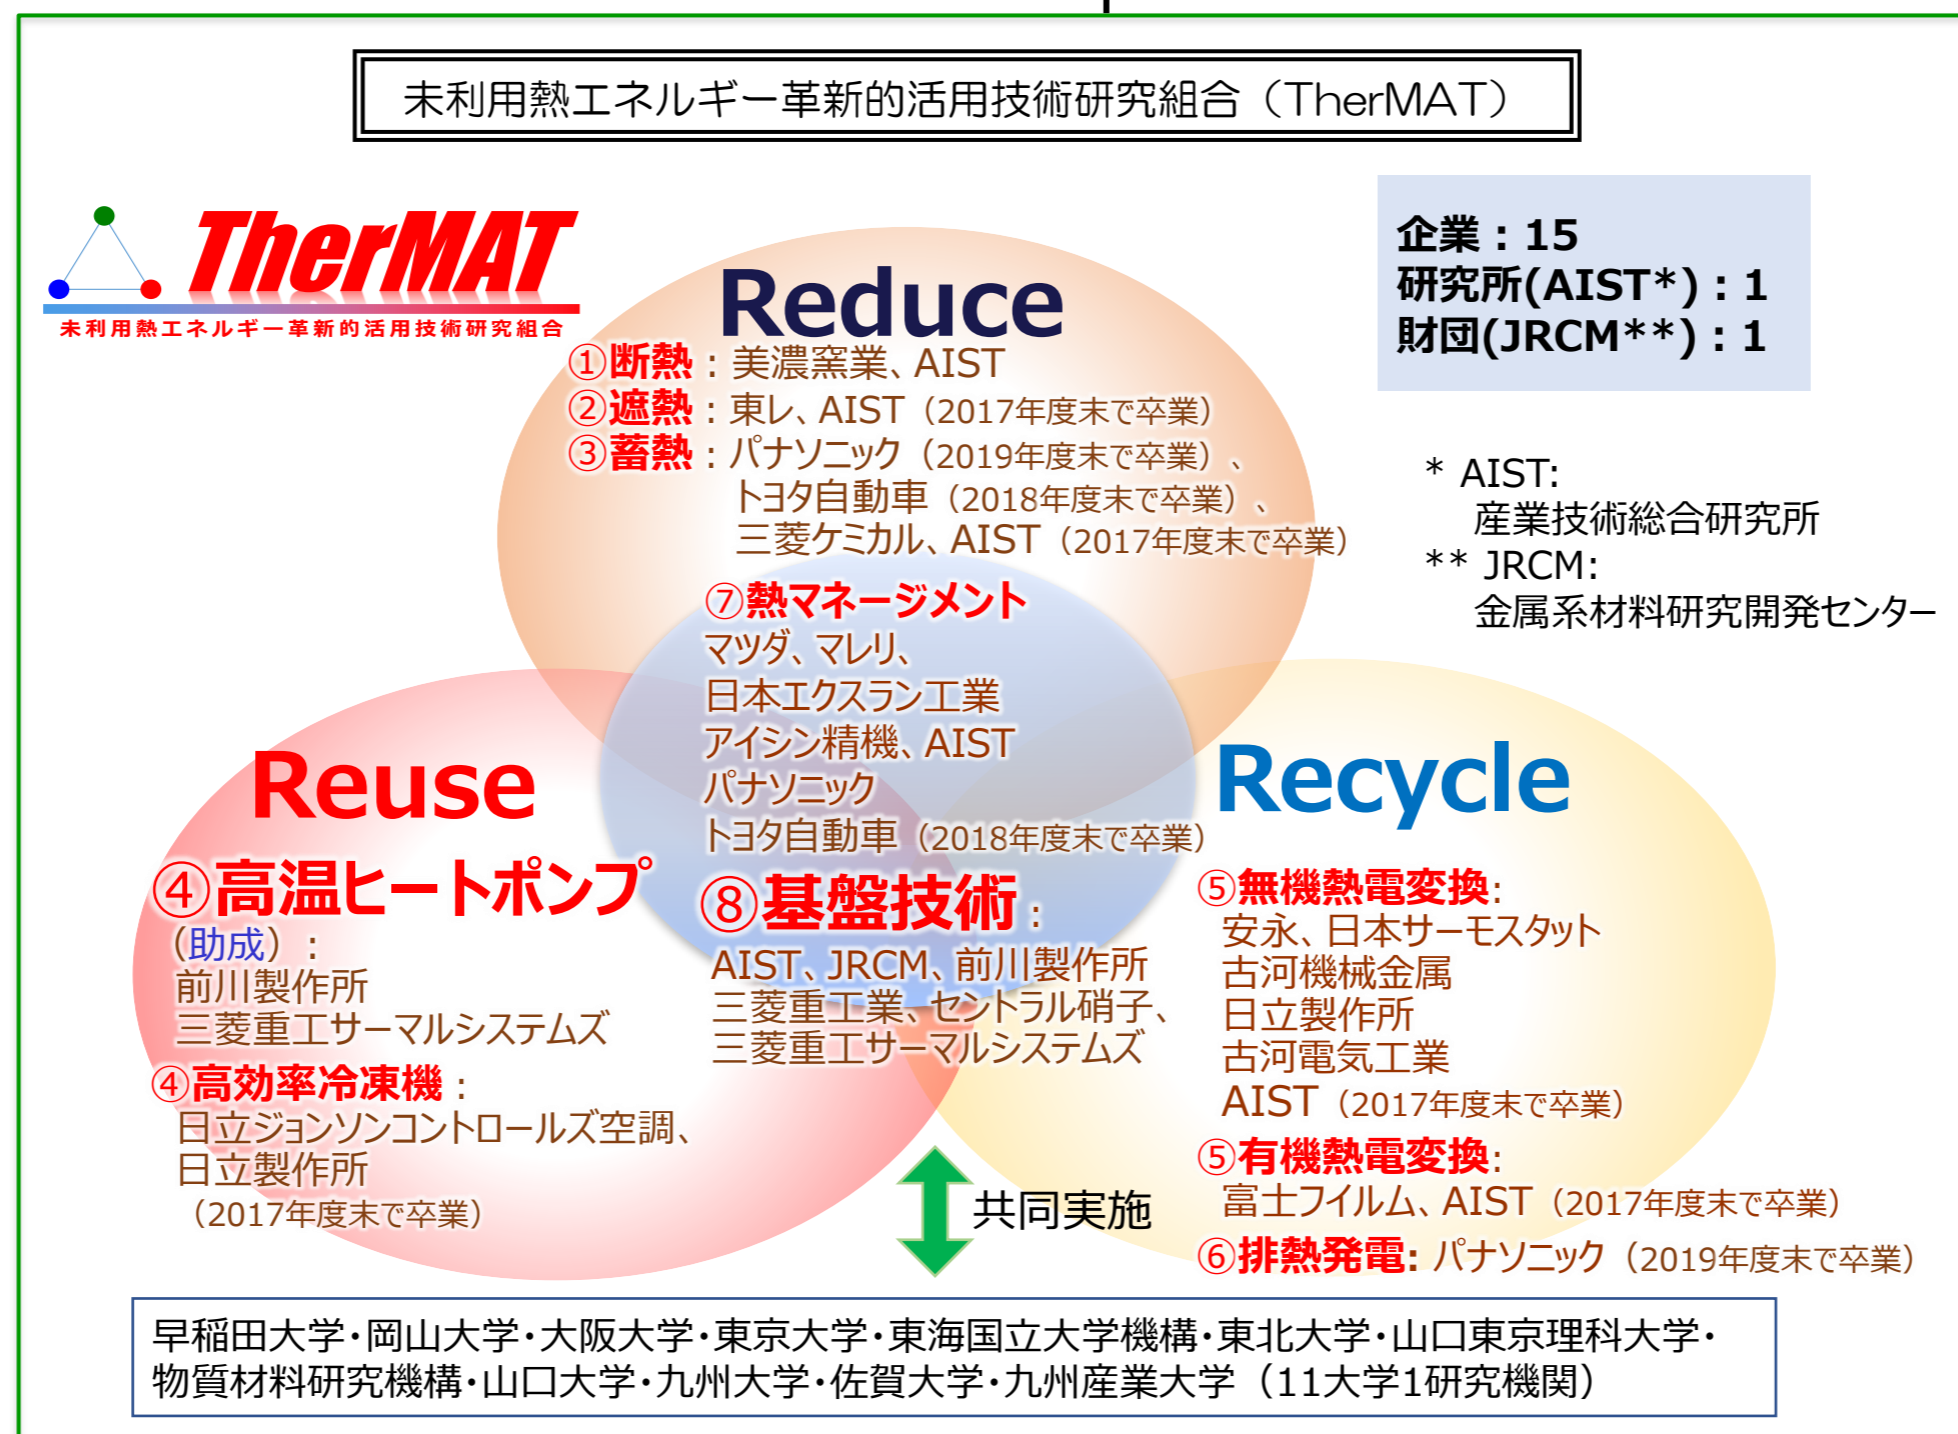 未利用熱エネルギー革新的活用技術研究組合（TherMAT）
TherMAT
未利用熱エネルギー革新的活用技術研究組合
企業：15
研究所(AIST*)：1
財団(JRCM**)：1
* AIST:
産業技術総合研究所
** JRCM:
金属系材料研究開発センター
Reduce
①断熱：美濃窯業、AIST
②遮熱：東レ、AIST（2017年度末で卒業）
③蓄熱：パナソニック（2019年度末で卒業）、
トヨタ自動車（2018年度末で卒業）、
三菱ケミカル、AIST（2017年度末で卒業）
⑦熱マネージメント
マツダ、マレリ、
日本エクスラン工業
アイシン精機、AIST
パナソニック
トヨタ自動車（2018年度末で卒業）
⑧基盤技術：
AIST、JRCM、前川製作所
三菱重工業、セントラル硝子、
三菱重工サーマルシステムズ
Reuse
④高温ヒートポンプ
（助成）：
前川製作所
三菱重工サーマルシステムズ
④高効率冷凍機：
日立ジョンソンコントロールズ空調、
日立製作所
（2017年度末で卒業）
Recycle
⑤無機熱電変換:
安永、日本サーモスタット
古河機械金属
日立製作所
古河電気工業
AIST（2017年度末で卒業）
⑤有機熱電変換:
富士フイルム、AIST（2017年度末で卒業）
⑥排熱発電: パナソニック（2019年度末で卒業）
共同実施
早稲田大学・岡山大学・大阪大学・東京大学・東海国立大学機構・東北大学・山口東京理科大学・
物質材料研究機構・山口大学・九州大学・佐賀大学・九州産業大学（11大学1研究機関）